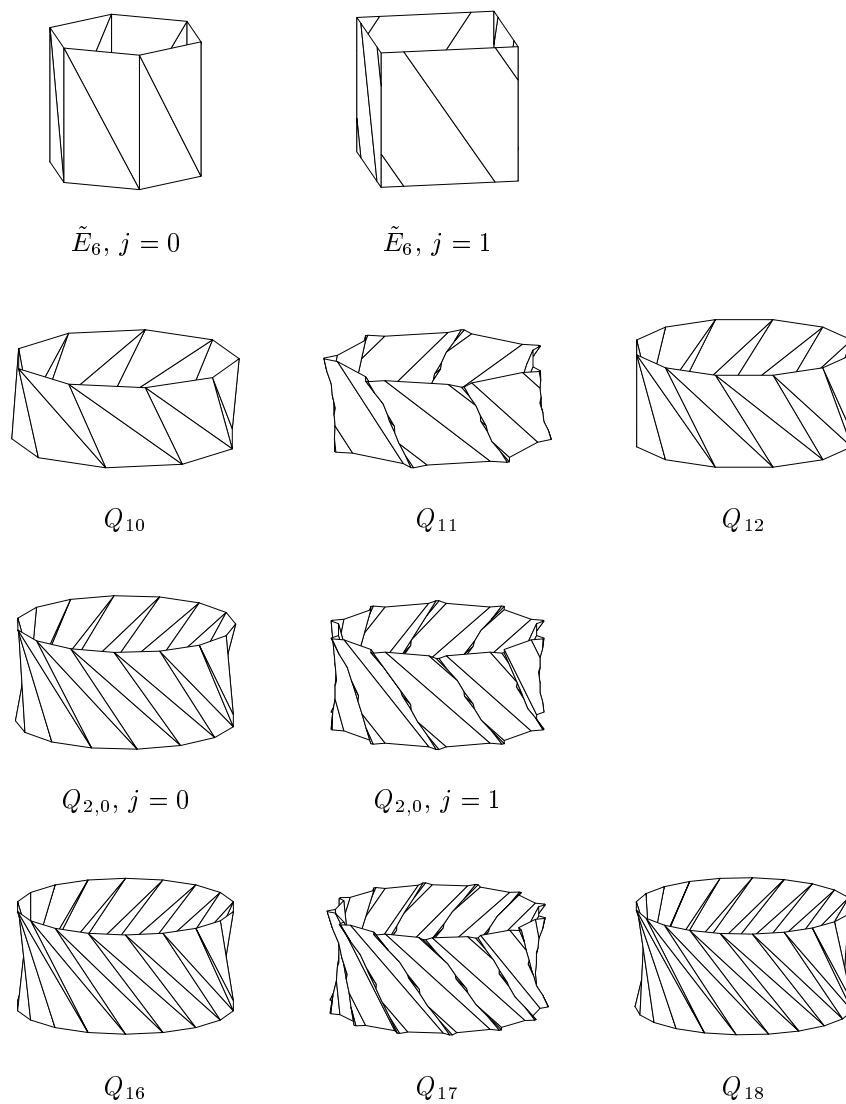 Ẽ₆, j = 0 Ẽ₆, j = 1
Q₁₀ Q₁₁ Q₁₂
Q₂,₀, j = 0 Q₂,₀, j = 1
Q₁₆ Q₁₇ Q₁₈